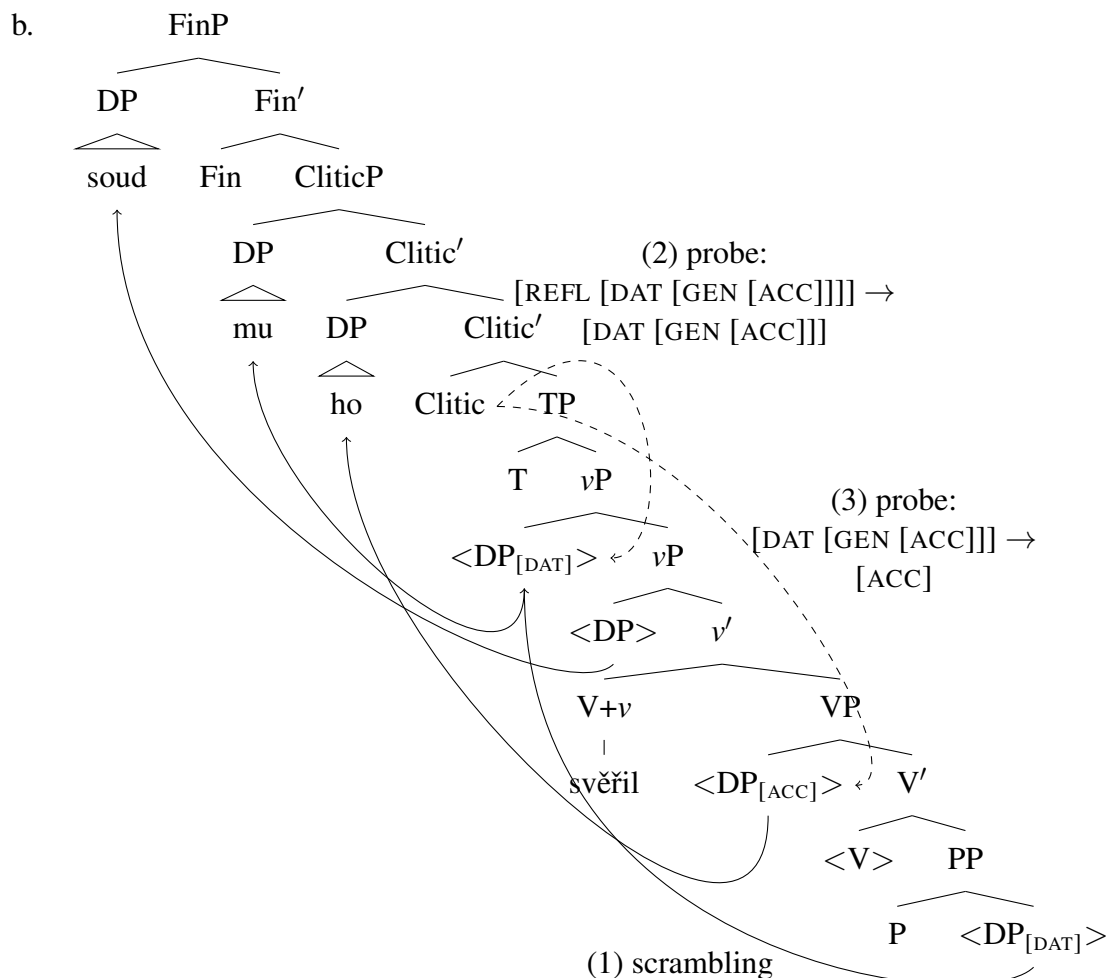 b.
FinP
DP Fin′
soud Fin CliticP
DP Clitic′
(2) probe:
[REFL [DAT [GEN [ACC]]]] →
[DAT [GEN [ACC]]]
mu DP Clitic′
ho Clitic TP
T vP
(3) probe:
[DAT [GEN [ACC]]] →
[ACC]
<DP[DAT]> vP
<DP> v′
V+v VP
svěřil <DP[ACC]> V′
<V> PP
P <DP[DAT]>
(1) scrambling